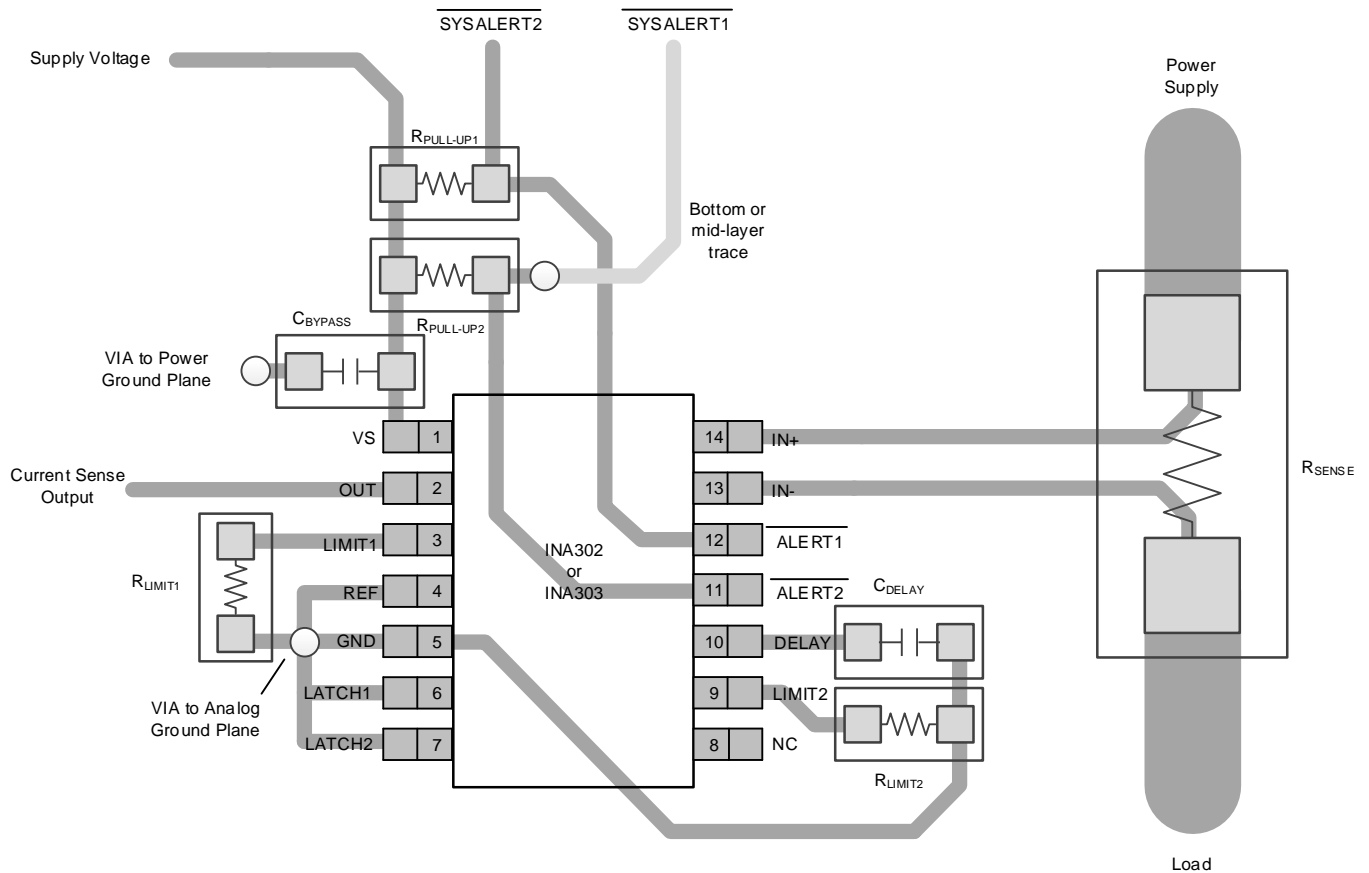 SYSALERT2
SYSALERT1
Supply Voltage
Power
Supply
RPULL-UP1
Bottom or
mid-layer
trace
CBYPASS
RPULL-UP2
VIA to Power
Ground Plane
VS
1
14
IN+
RSENSE
Current Sense
Output
OUT
2
13
IN-
LIMIT1
3
12
ALERT1
INA302
or
INA303
RLIMIT1
REF
4
11
ALERT2
CDELAY
GND
5
10
DELAY
VIA to Analog
Ground Plane
LATCH1
6
9
LIMIT2
LATCH2
7
8
NC
RLIMIT2
Load